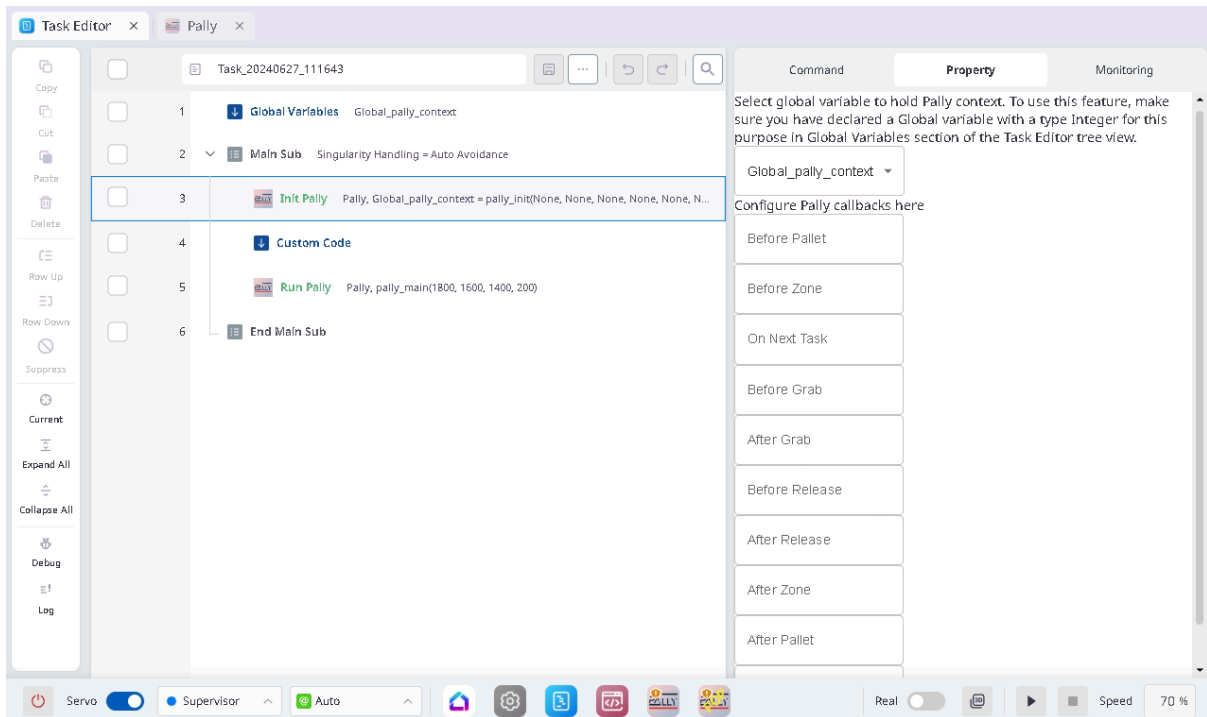 Task Editor × Pally ×
Copy
Cut
Paste
Delete
Row Up
Row Down
Suppress
Current
Expand All
Collapse All
Debug
Log
Task_20240627_111643
1 Global Variables Global_pally_context
2 Main Sub Singularity Handling = Auto Avoidance
3 Init Pally Pally, Global_pally_context = pally_init(None, None, None, None, None, N...
4 Custom Code
5 Run Pally Pally, pally_main(1800, 1600, 1400, 200)
6 End Main Sub
Command Property Monitoring
Select global variable to hold Pally context. To use this feature, make
sure you have declared a Global variable with a type Integer for this
purpose in Global Variables section of the Task Editor tree view.
Global_pally_context
Configure Pally callbacks here
Before Pallet
Before Zone
On Next Task
Before Grab
After Grab
Before Release
After Release
After Zone
After Pallet
Servo Supervisor Auto Real 3D Speed 70 %